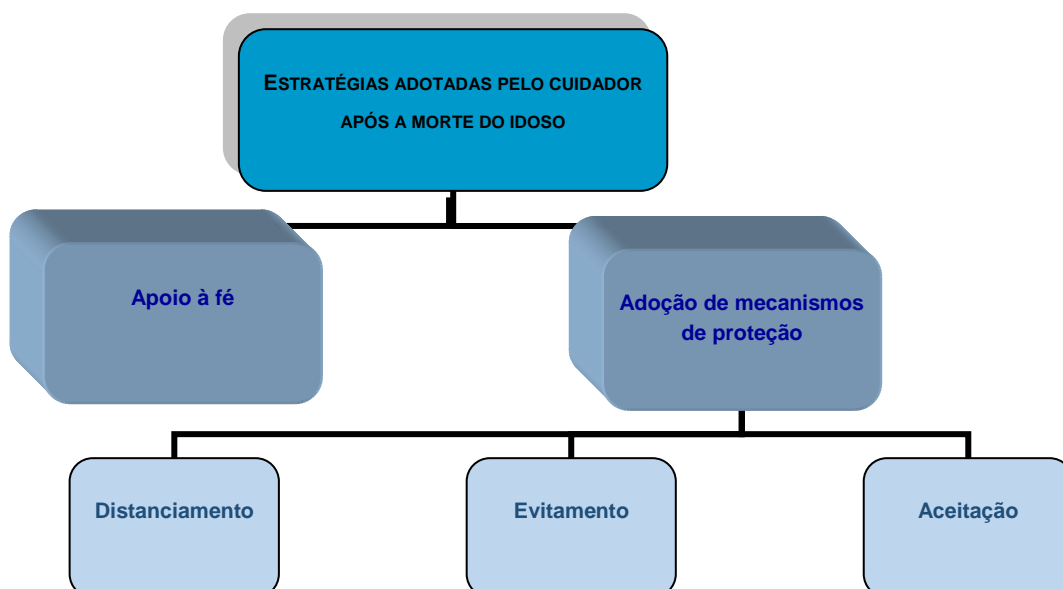 ESTRATÉGIAS ADOTADAS PELO CUIDADOR
APÓS A MORTE DO IDOSO
Apoio à fé
Adoção de mecanismos
de proteção
Distanciamento
Evitamento
Aceitação